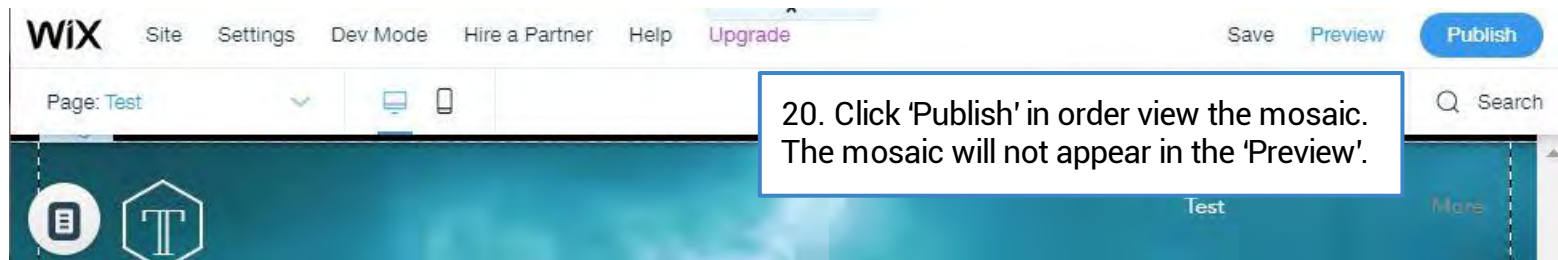 WiX Site Settings Dev Mode Hire a Partner Help Upgrade Save Preview Publish
Page: Test Search
20. Click ‘Publish’ in order view the mosaic.
The mosaic will not appear in the ‘Preview’.
T Test More